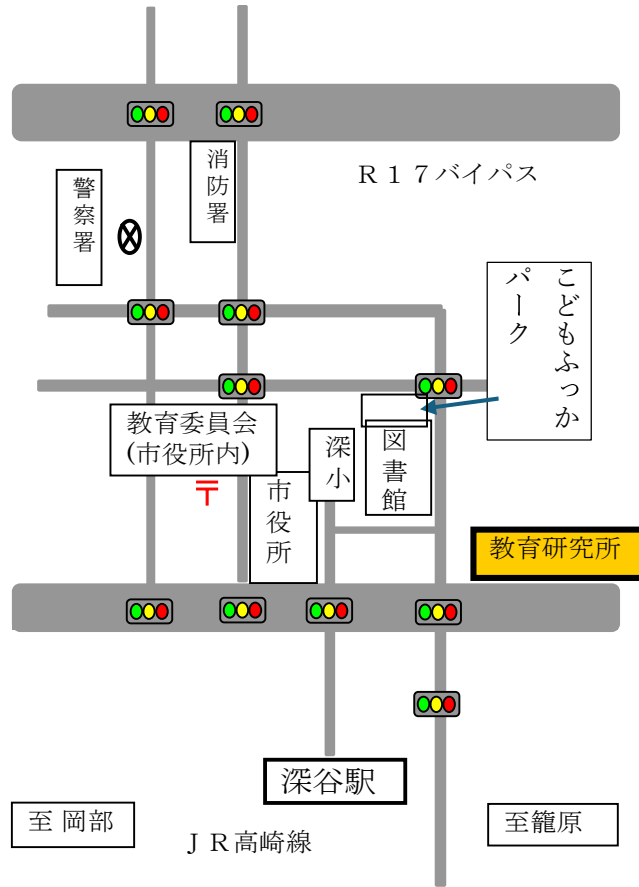 消防署
警察署
R17バイパス
こどもふっか
パーク
教育委員会
(市役所内)
深小
図書館
〒
市役所
教育研究所
深谷駅
至 岡部
JR高崎線
至籠原